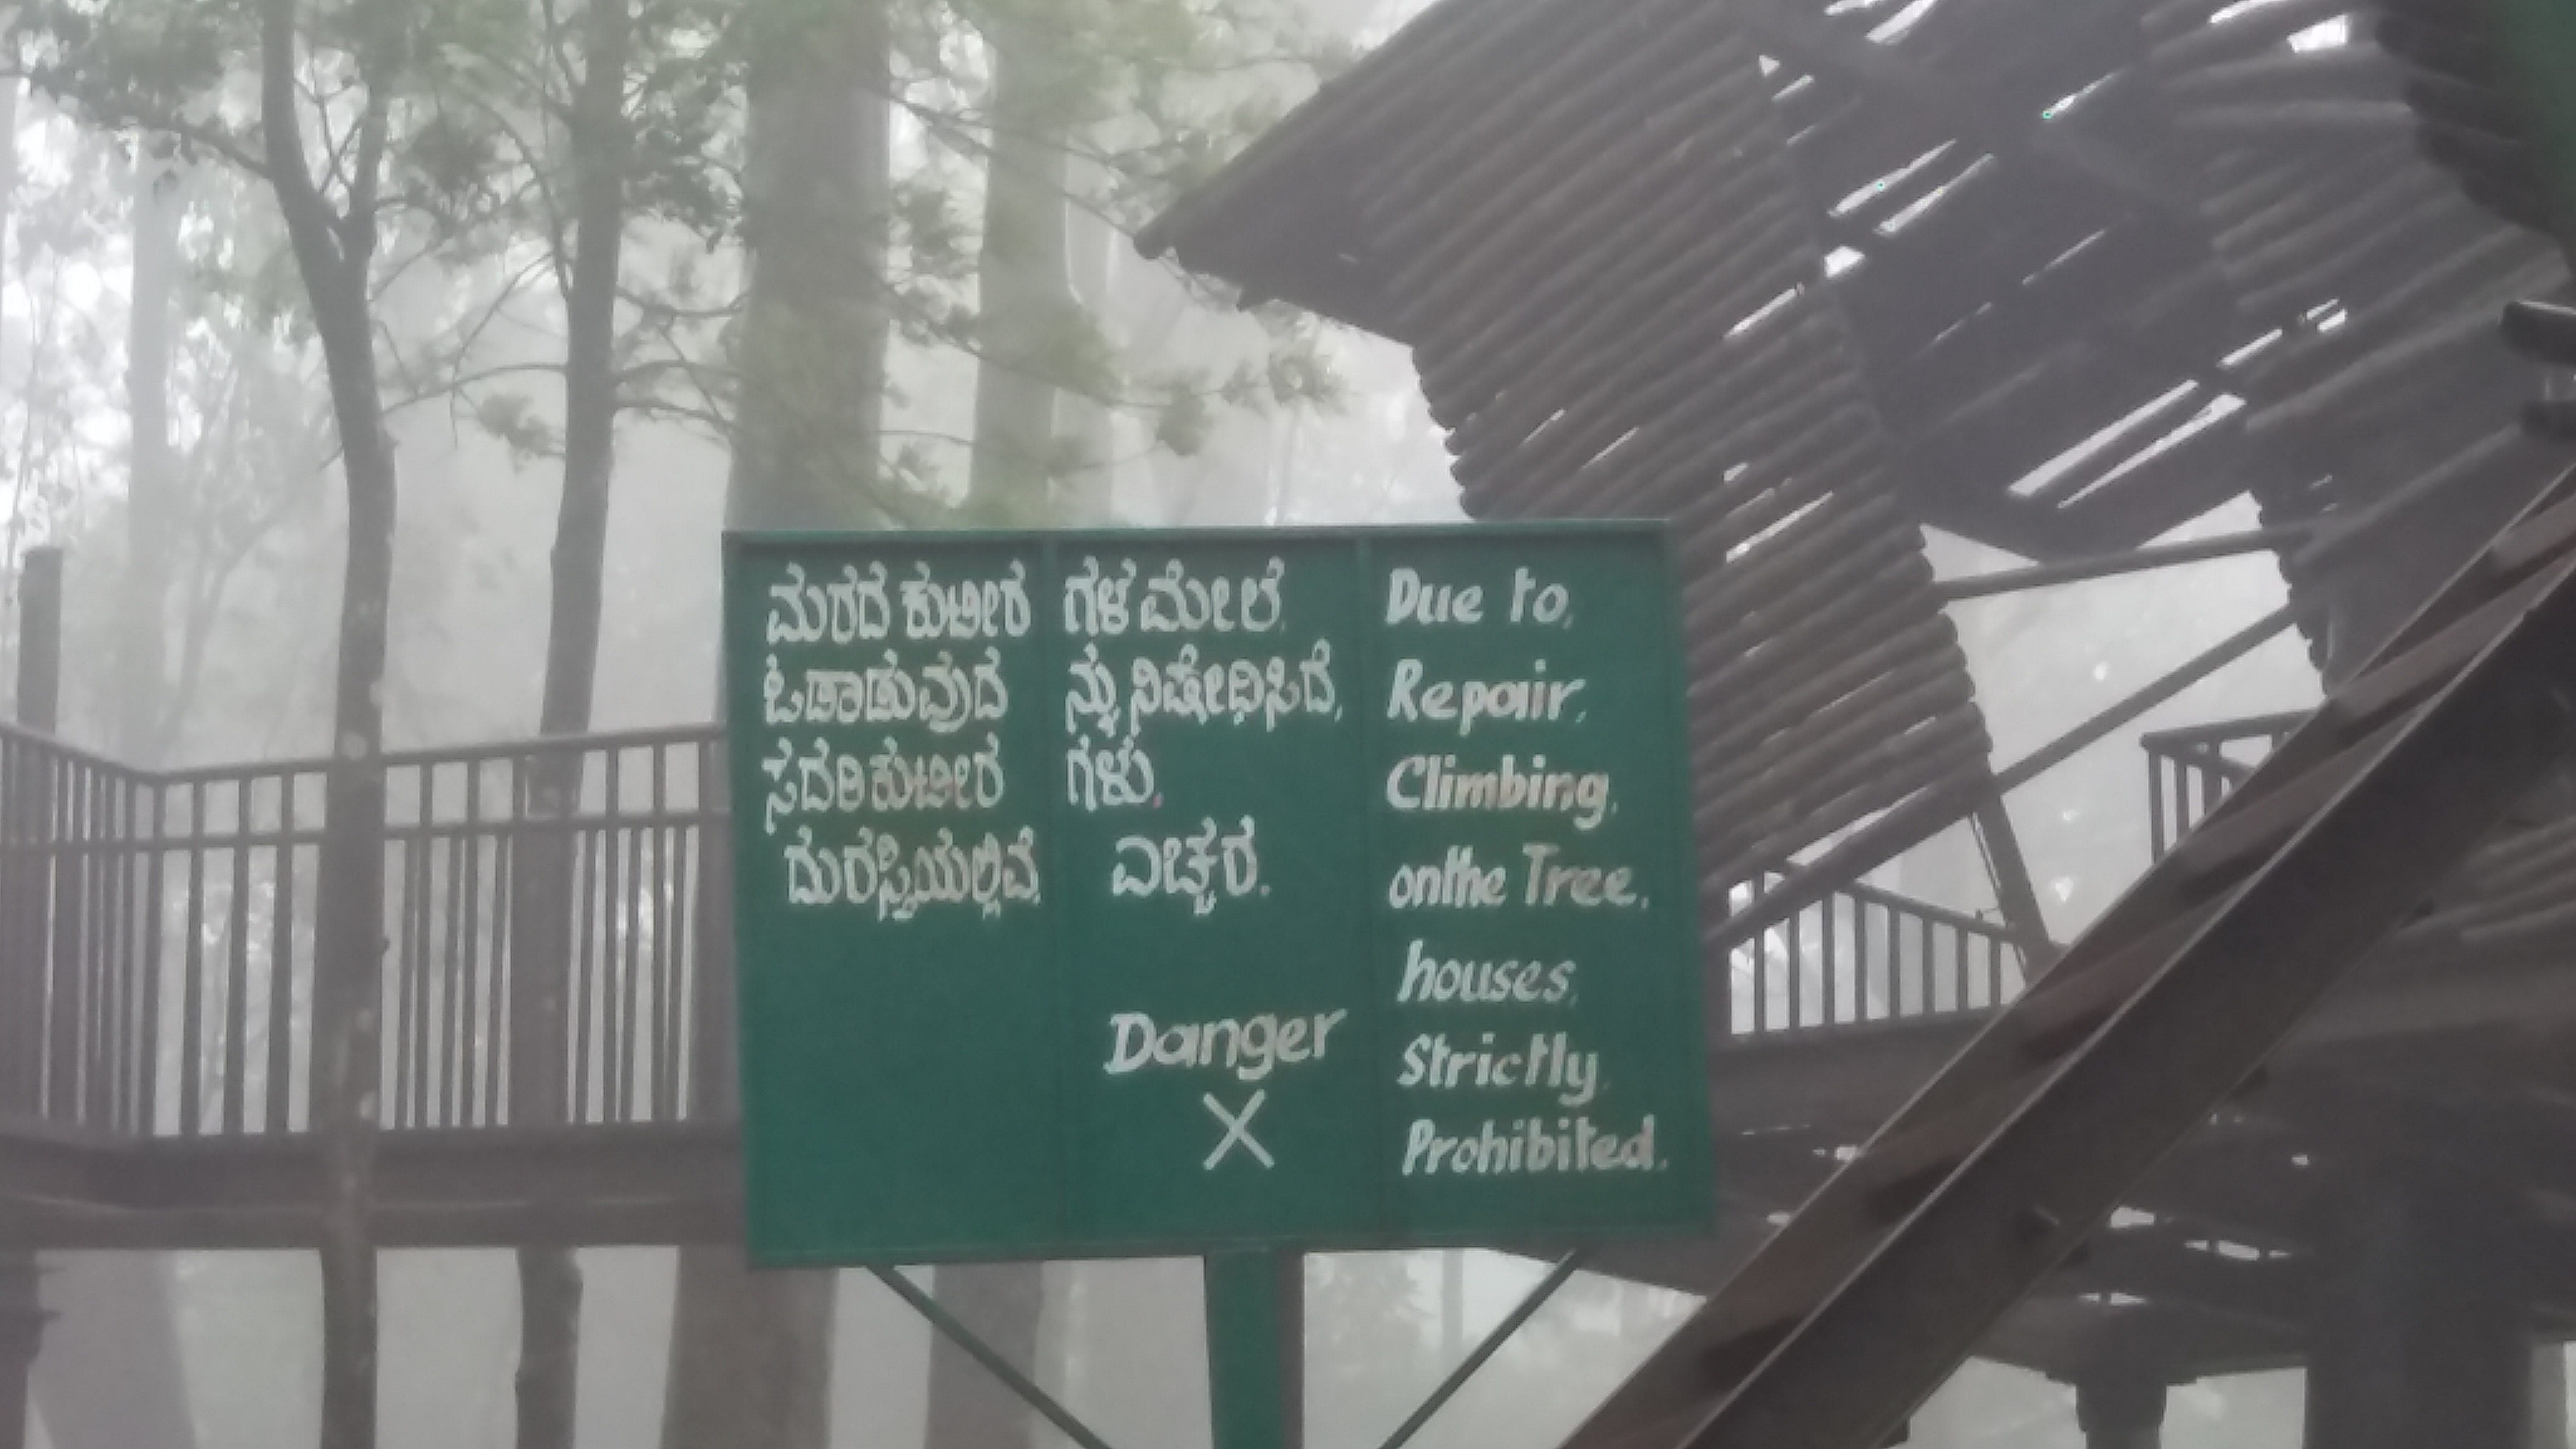 ಮರದ ಕುಟೀರ ಗಳ ಮೇಲೆ.
ಓಡಾಡುವುದ ನ್ನು ನಿಷೇಧಿಸಿದೆ,
ಸದರಿ ಕುಟೀರ ಗಳು.
ದುರಸ್ತಿಯಲ್ಲಿವೆ. ಎಚ್ಚರ.
Danger
X
Due to,
Repair,
Climbing,
onthe Tree,
houses,
Strictly,
Prohibited.